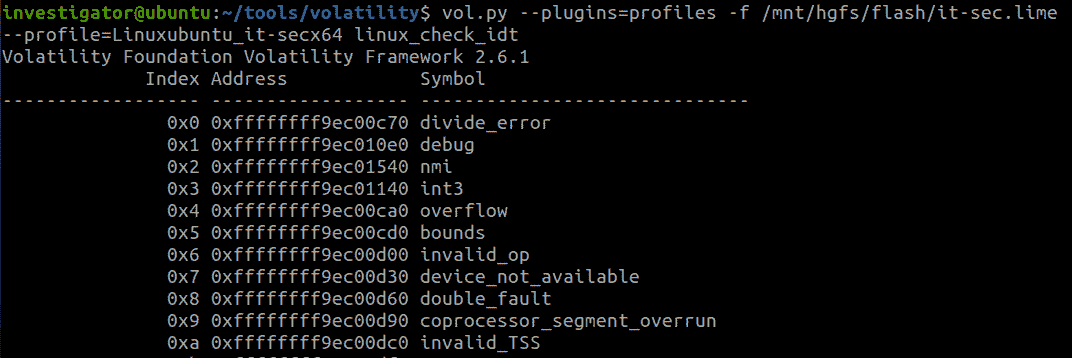 investigator@ubuntu:~/tools/volatility$ vol.py --plugins=profiles -f /mnt/hgfs/flash/it-sec.lime
--profile=Linuxubuntu_it-secx64 linux_check_idt
Volatility Foundation Volatility Framework 2.6.1
Index Address Symbol
------------------ ------------------ ------------------------------
0x0 0xffffffff9ec00c70 divide_error
0x1 0xffffffff9ec010e0 debug
0x2 0xffffffff9ec01540 nmi
0x3 0xffffffff9ec01140 int3
0x4 0xffffffff9ec00ca0 overflow
0x5 0xffffffff9ec00cd0 bounds
0x6 0xffffffff9ec00d00 invalid_op
0x7 0xffffffff9ec00d30 device_not_available
0x8 0xffffffff9ec00d60 double_fault
0x9 0xffffffff9ec00d90 coprocessor_segment_overrun
0xa 0xffffffff9ec00dc0 invalid_TSS